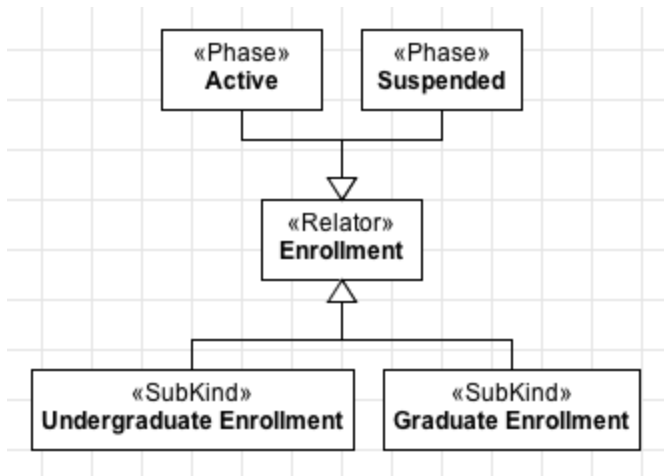 «Phase»
Active
«Phase»
Suspended
«Relator»
Enrollment
«SubKind»
Undergraduate Enrollment
«SubKind»
Graduate Enrollment